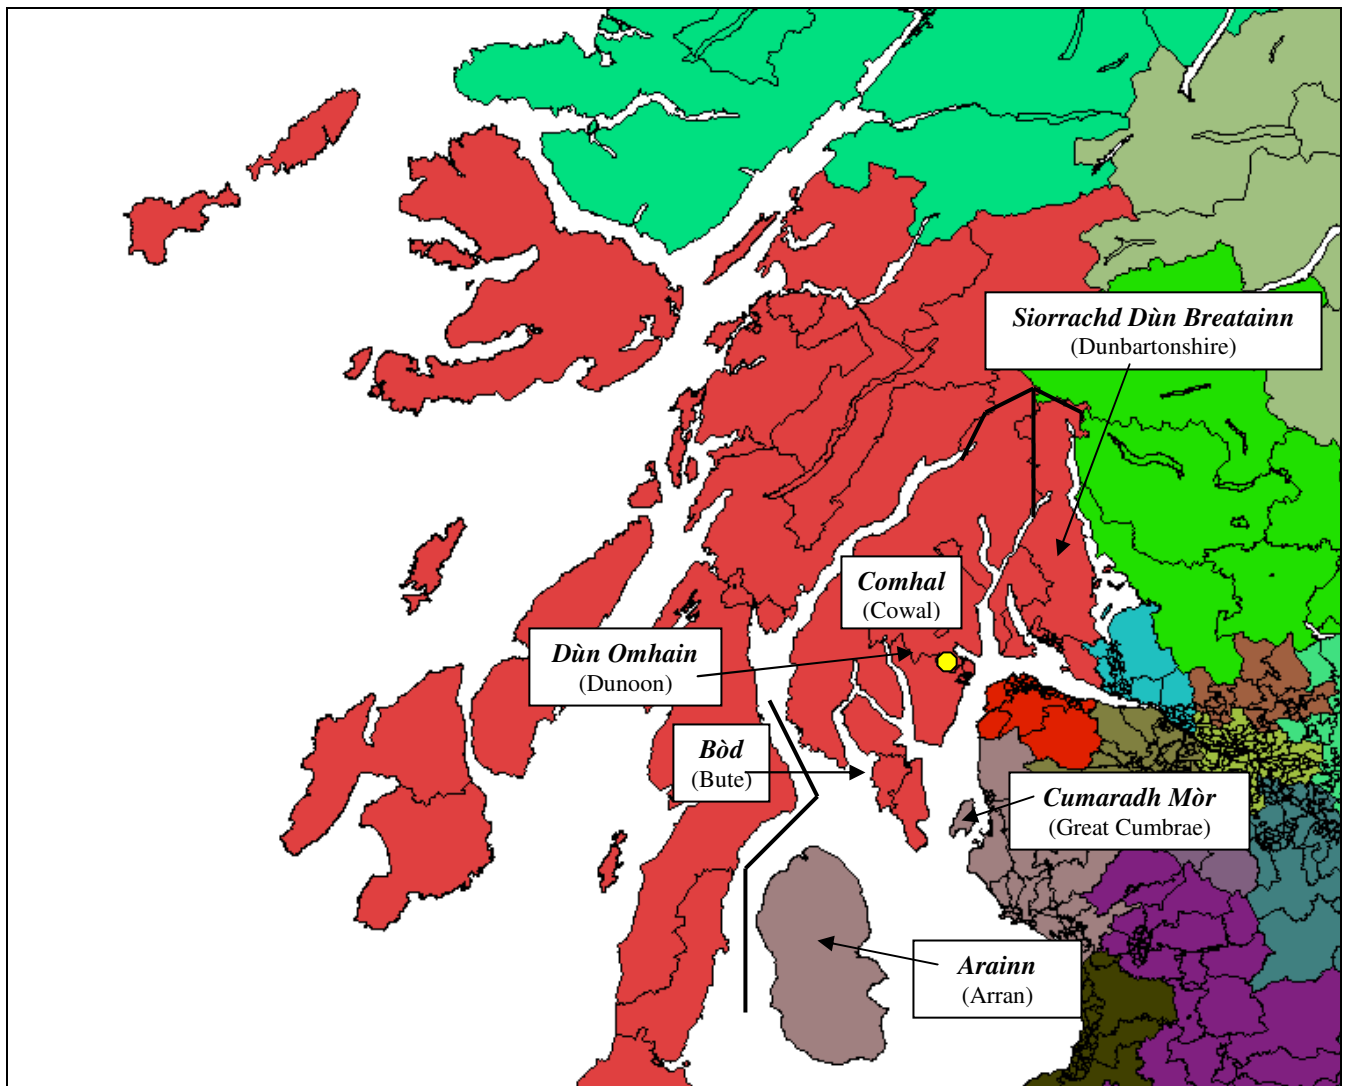 Siorrachd Dùn Breatainn
(Dunbartonshire)
Comhal
(Cowal)
Dùn Omhain
(Dunoon)
Bòd
(Bute)
Cumaradh Mòr
(Great Cumbrae)
Arainn
(Arran)